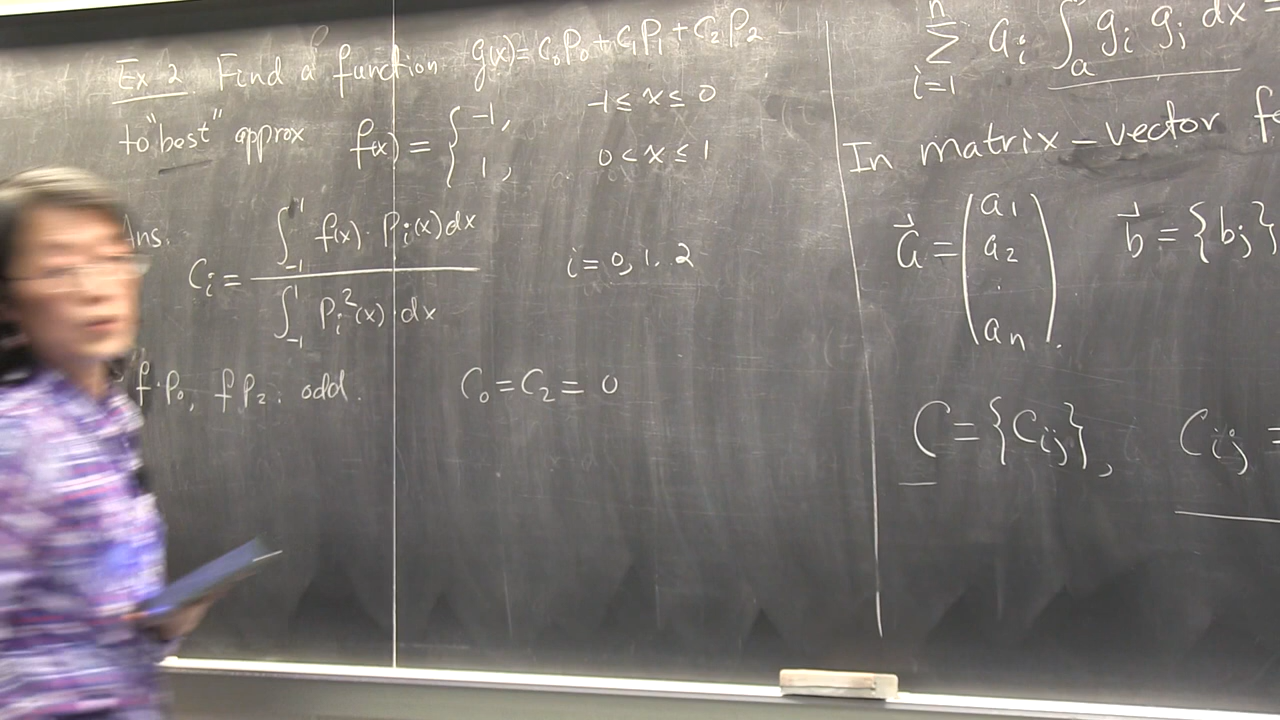 Ex 2. Find a function g(x) = C₀P₀ + C₁P₁ + C₂P₂
to "best" approx f(x) = { -1, -1 ≤ x ≤ 0
1, 0 < x ≤ 1
Ans. Cᵢ = ∫₋₁¹ f(x) · Pᵢ(x) dx / ∫₋₁¹ Pᵢ²(x) dx i = 0, 1, 2
f·P₀, f P₂ : odd. C₀ = C₂ = 0
∑ᵢ₌₁ⁿ aᵢ ∫ₐ gᵢ gⱼ dx =
In matrix-vector
a⃗ = (a₁ a₂ . aₙ). b⃗ = {bⱼ}
C = {Cᵢⱼ}, Cᵢⱼ =